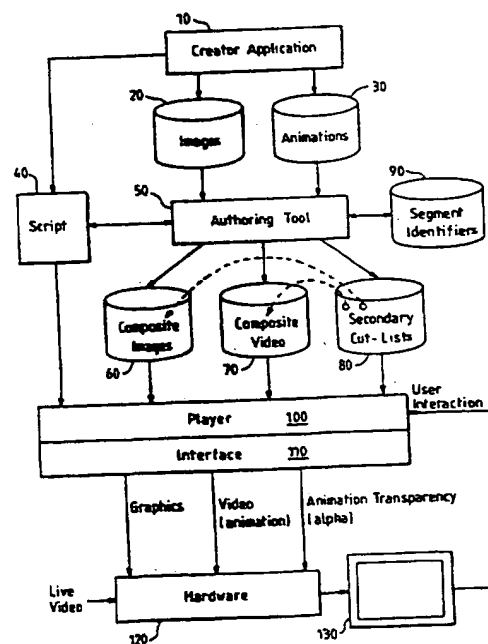 10
Creator Application
20
30
Images
Animations
40
50
90
Script
Authoring Tool
Segment
Identifiers
Composite
Images
Composite
Video
Secondary
Cut-Lists
60
70
80
User
Interaction
Player 100
Interface 110
Graphics
Video
(animation)
Animation Transparency
(alpha)
Live
Video
Hardware
120
130